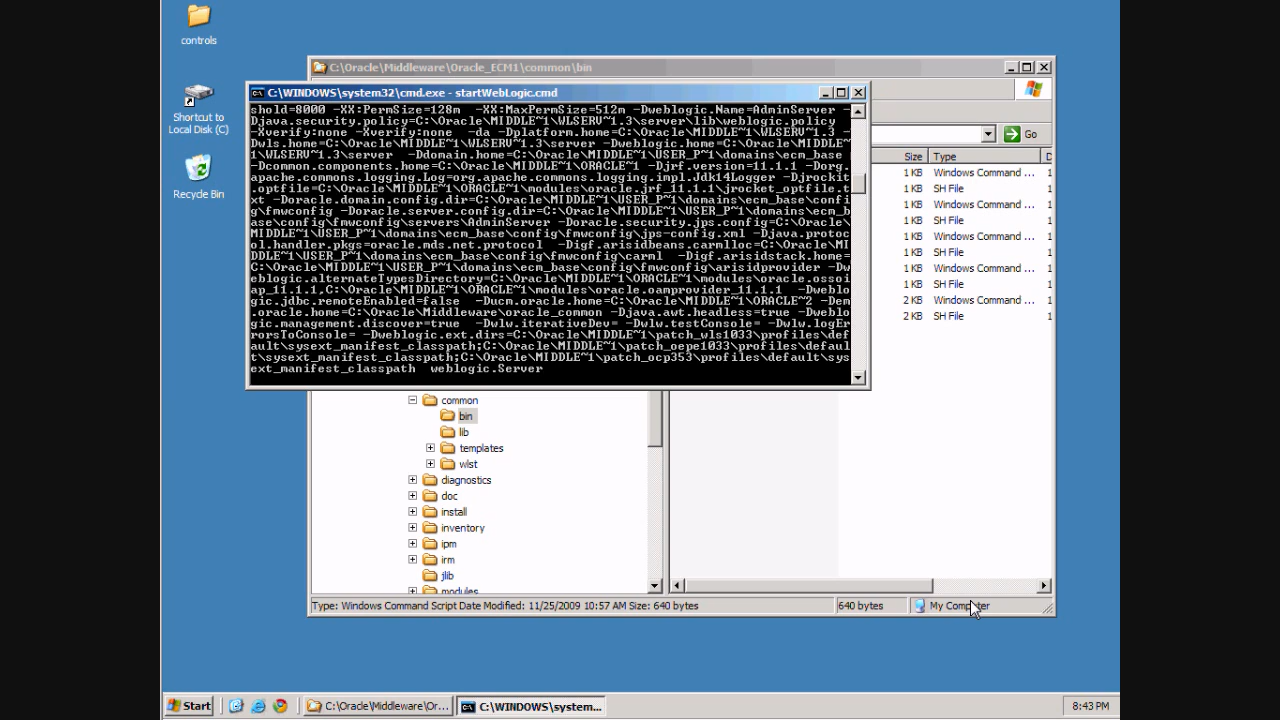 controls
Shortcut to
Local Disk (C)
Recycle Bin
C:\Oracle\Middleware\Oracle_ECM1\common\bin
C:\WINDOWS\system32\cmd.exe - startWebLogic.cmd
shold=8000 -XX:PermSize=128m  -XX:MaxPermSize=512m -Dweblogic.Name=AdminServer -
Djava.security.policy=C:\Oracle\MIDDLE~1\WLSERV~1.3\server\lib\weblogic.policy
-Xverify:none -Xverify:none  -da -Dplatform.home=C:\Oracle\MIDDLE~1\WLSERV~1.3 -
Dwls.home=C:\Oracle\MIDDLE~1\WLSERV~1.3\server -Dweblogic.home=C:\Oracle\MIDDLE~
1\WLSERV~1.3\server  -Ddomain.home=C:\Oracle\MIDDLE~1\USER_P~1\domains\ecm_base
-Dcommon.components.home=C:\Oracle\MIDDLE~1\ORACLE~1 -Djrf.version=11.1.1 -Dorg.
apache.commons.logging.Log=org.apache.commons.logging.impl.Jdk14Logger -Djrockit
.optfile=C:\Oracle\MIDDLE~1\ORACLE~1\modules\oracle.jrf_11.1.1\jrocket_optfile.t
xt -Doracle.domain.config.dir=C:\Oracle\MIDDLE~1\USER_P~1\domains\ecm_base\confi
g\fmwconfig -Doracle.server.config.dir=C:\Oracle\MIDDLE~1\USER_P~1\domains\ecm_b
ase\config\fmwconfig\servers\AdminServer -Doracle.security.jps.config=C:\Oracle\
MIDDLE~1\USER_P~1\domains\ecm_base\config\fmwconfig\jps-config.xml -Djava.protoc
ol.handler.pkgs=oracle.mds.net.protocol  -Digf.arisidbeans.carmlloc=C:\Oracle\MI
DDLE~1\USER_P~1\domains\ecm_base\config\fmwconfig\carml  -Digf.arisidstack.home=
C:\Oracle\MIDDLE~1\USER_P~1\domains\ecm_base\config\fmwconfig\arisidprovider -Dw
eblogic.alternateTypesDirectory=C:\Oracle\MIDDLE~1\ORACLE~1\modules\oracle.ossoi
ap_11.1.1,C:\Oracle\MIDDLE~1\ORACLE~1\modules\oracle.oamprovider_11.1.1  -Dweblo
gic.jdbc.remoteEnabled=false  -Ducm.oracle.home=C:\Oracle\MIDDLE~1\ORACLE~2 -Dem
.oracle.home=C:\Oracle\Middleware\oracle_common -Djava.awt.headless=true -Dweblo
gic.management.discover=true  -Dwlw.iterativeDev= -Dwlw.testConsole= -Dwlw.logEr
rorsToConsole= -Dweblogic.ext.dirs=C:\Oracle\MIDDLE~1\patch_wls1033\profiles\def
ault\sysext_manifest_classpath;C:\Oracle\MIDDLE~1\patch_oepe1033\profiles\defaul
t\sysext_manifest_classpath;C:\Oracle\MIDDLE~1\patch_ocp353\profiles\default\sys
ext_manifest_classpath  weblogic.Server
Go
Size Type D
1 KB Windows Command ... 1
1 KB SH File 1
1 KB Windows Command ... 1
1 KB SH File 1
1 KB Windows Command ... 1
1 KB SH File 1
1 KB Windows Command ... 1
1 KB SH File 1
2 KB Windows Command ... 1
2 KB SH File 1
common
bin
lib
templates
wlst
diagnostics
doc
install
inventory
ipm
irm
jlib
modules
Type: Windows Command Script Date Modified: 11/25/2009 10:57 AM Size: 640 bytes 640 bytes My Computer
Start C:\Oracle\Middleware\Or... C:\WINDOWS\system... 8:43 PM